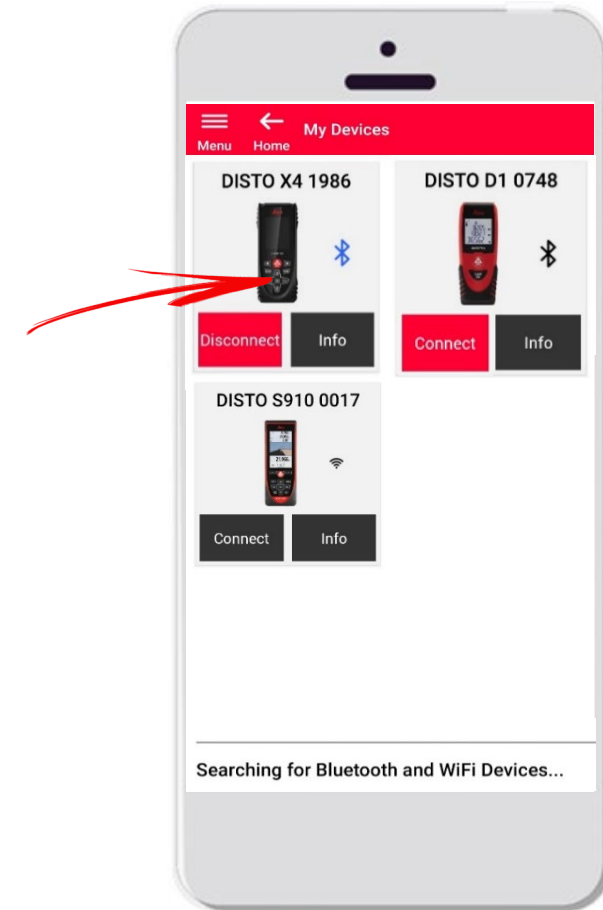 My Devices
Menu Home
DISTO X4 1986
DISTO D1 0748
Disconnect
Info
Connect
Info
DISTO S910 0017
Connect
Info
Searching for Bluetooth and WiFi Devices...